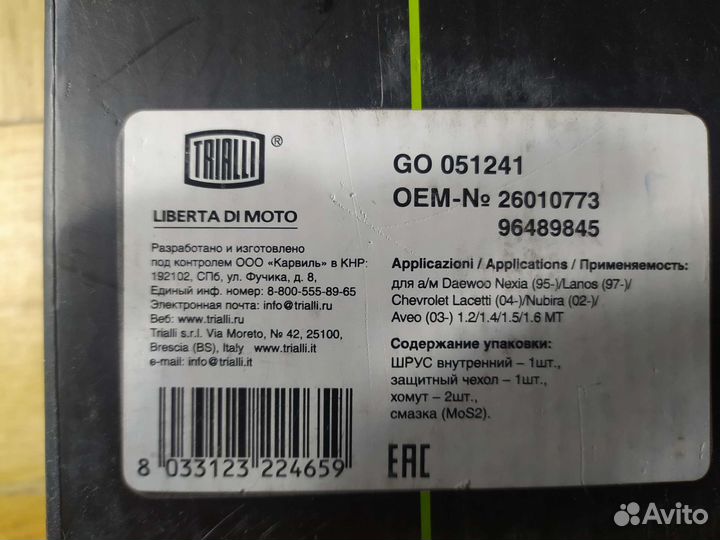 TRIALLI ®
LIBERTA DI MOTO
Разработано и изготовлено
под контролем ООО «Карвиль» в КНР:
192102, СПб, ул. Фучика, д. 8,
Единый инф. номер: 8-800-555-89-65
Электронная почта: info@trialli.ru
Веб: www.trialli.ru
Trialli s.r.l. Via Moreto, № 42, 25100,
Brescia (BS), Italy www.trialli.it
e-mail: info@trialli.it
8 033123 224659
GO 051241
OEM-№ 26010773
96489845
Applicazioni / Applications / Применяемость:
для а/м Daewoo Nexia (95-)/Lanos (97-)/
Chevrolet Lacetti (04-)/Nubira (02-)/
Aveo (03-) 1.2/1.4/1.5/1.6 MT
Содержание упаковки:
ШРУС внутренний – 1шт.,
защитный чехол – 1шт.,
хомут – 2шт.,
смазка (MoS2).
EAC
Avito